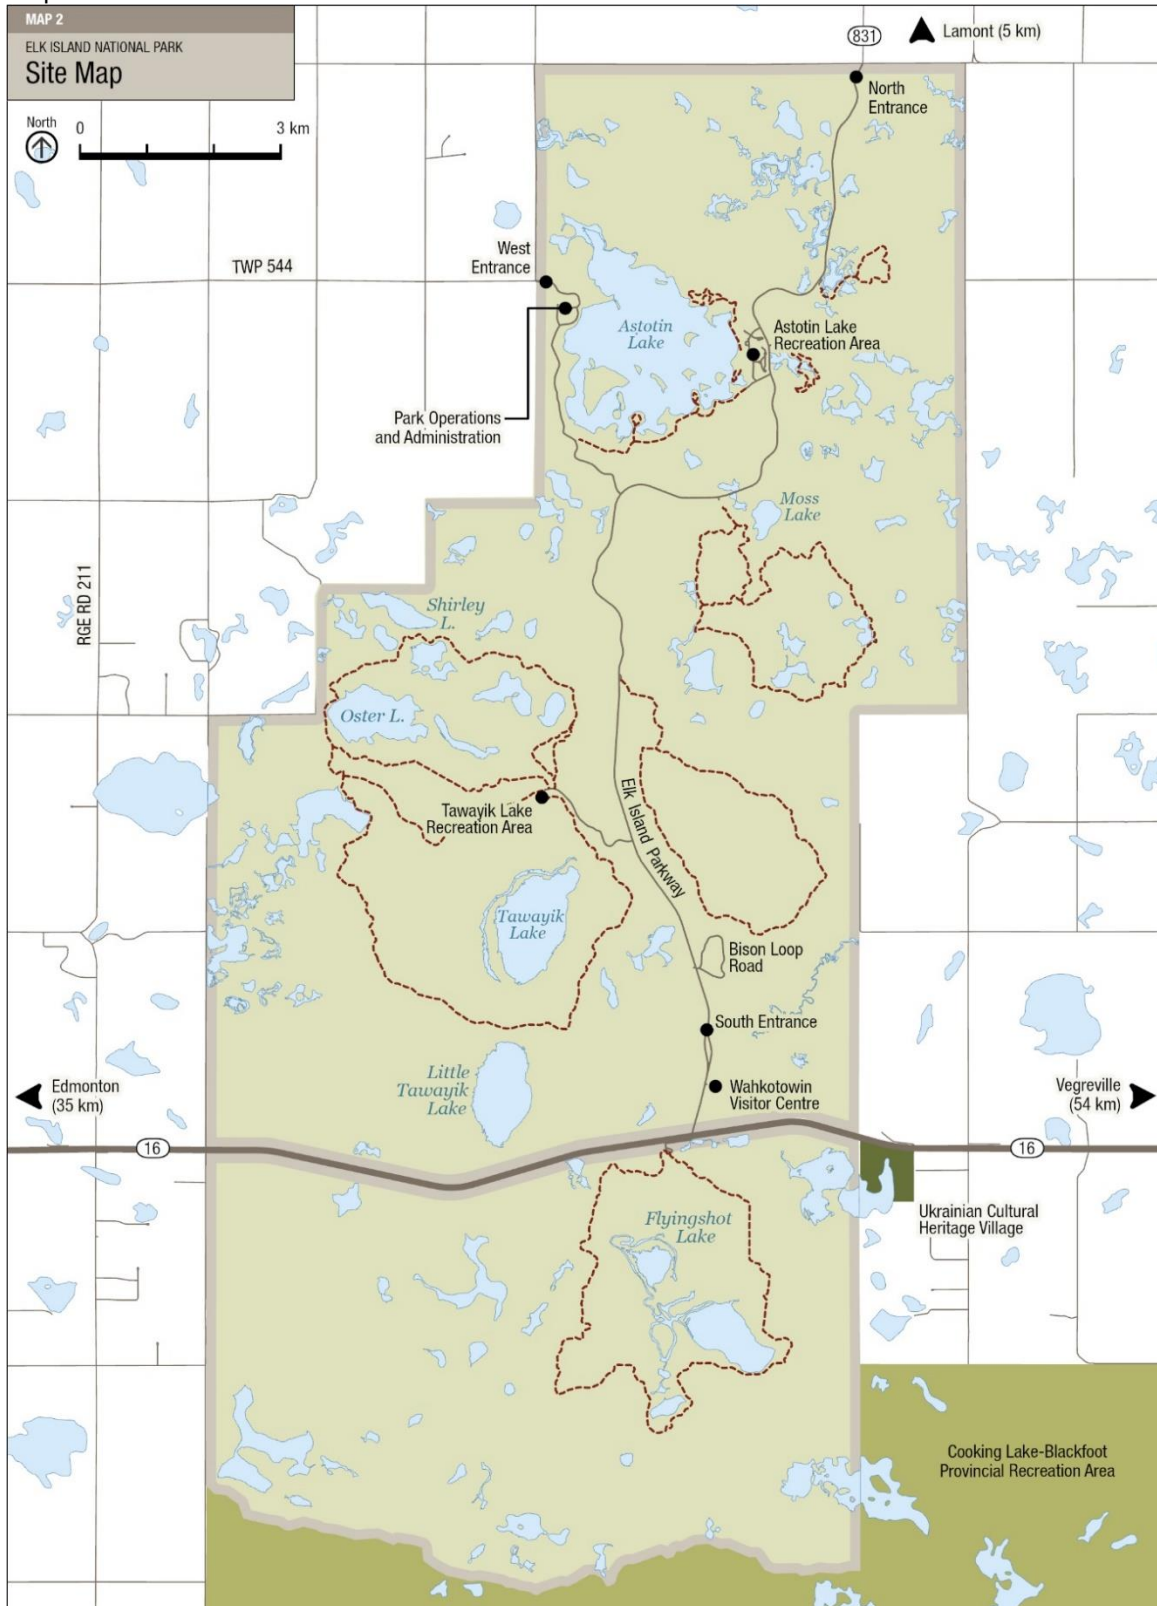 MAP 2
ELK ISLAND NATIONAL PARK
Site Map
831
Lamont (5 km)
North
0
3 km
North
Entrance
West
Entrance
TWP 544
Astotin
Lake
Astotin Lake
Recreation Area
Park Operations
and Administration
Moss
Lake
RGE RD 211
Shirley
L.
Oster L.
Elk Island Parkway
Tawayik Lake
Recreation Area
Tawayik
Lake
Bison Loop
Road
South Entrance
Little
Tawayik
Lake
Wahkotowin
Visitor Centre
Edmonton
(35 km)
Vegreville
(54 km)
16
16
Ukrainian Cultural
Heritage Village
Flyingshot
Lake
Cooking Lake-Blackfoot
Provincial Recreation Area